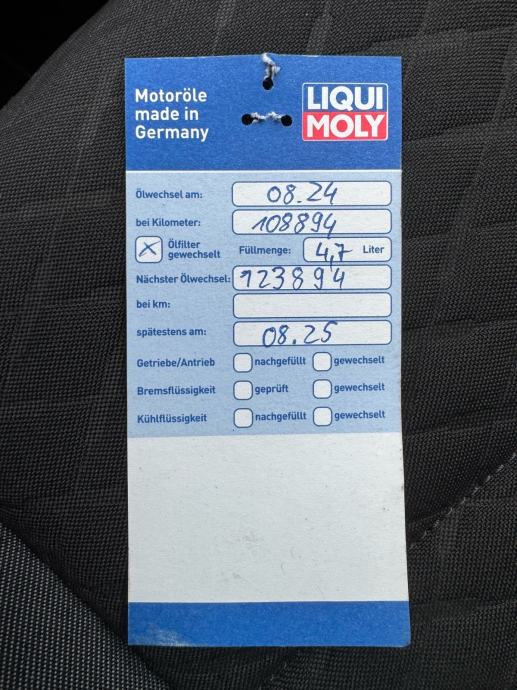 Motoröle
made in
Germany
LIQUI
MOLY
Ölwechsel am: 08.24
bei Kilometer: 108894
Ölfilter
gewechselt
Füllmenge: 4,7 Liter
Nächster Ölwechsel: 123894
bei km:
spätestens am: 08.25
Getriebe/Antrieb nachgefüllt gewechselt
Bremsflüssigkeit geprüft gewechselt
Kühlflüssigkeit nachgefüllt gewechselt